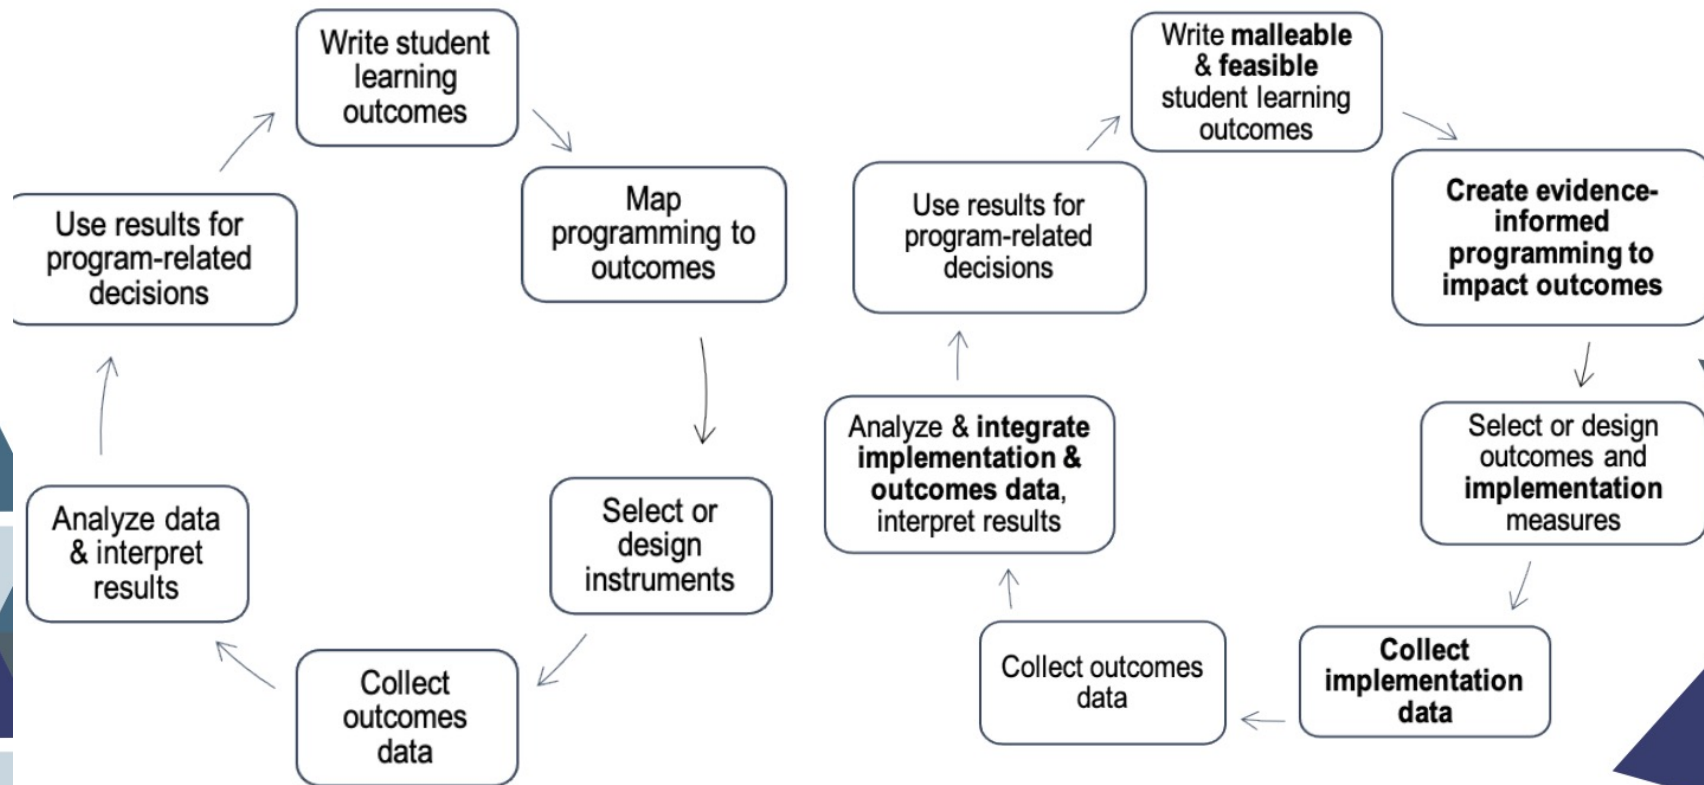 Write student
learning
outcomes
Map
programming to
outcomes
Select or
design
instruments
Collect
outcomes
data
Analyze data
& interpret
results
Use results for
program-related
decisions
Write malleable
& feasible
student learning
outcomes
Create evidence-
informed
programming to
impact outcomes
Select or design
outcomes and
implementation
measures
Collect
implementation
data
Collect outcomes
data
Analyze & integrate
implementation &
outcomes data,
interpret results
Use results for
program-related
decisions